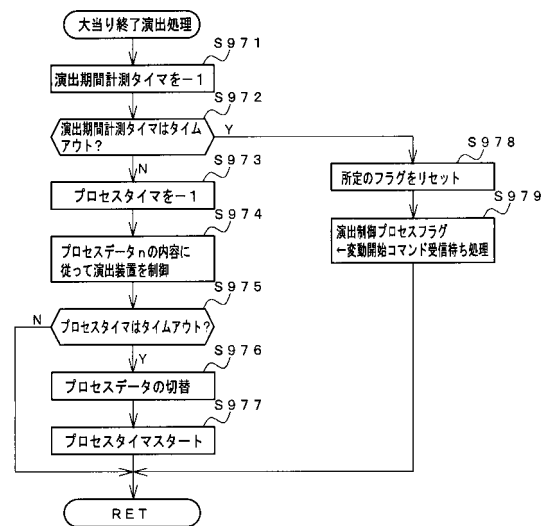 大当り終了演出処理
S971
演出期間計測タイマを-1
S972
演出期間計測タイマはタイム
アウト?
Y
N
S973
プロセスタイマを-1
S974
プロセスデータnの内容に
従って演出装置を制御
S975
プロセスタイマはタイムアウト?
N
Y
S976
プロセスデータの切替
S977
プロセスタイマスタート
S978
所定のフラグをリセット
S979
演出制御プロセスフラグ
←変動開始コマンド受信待ち処理
RET